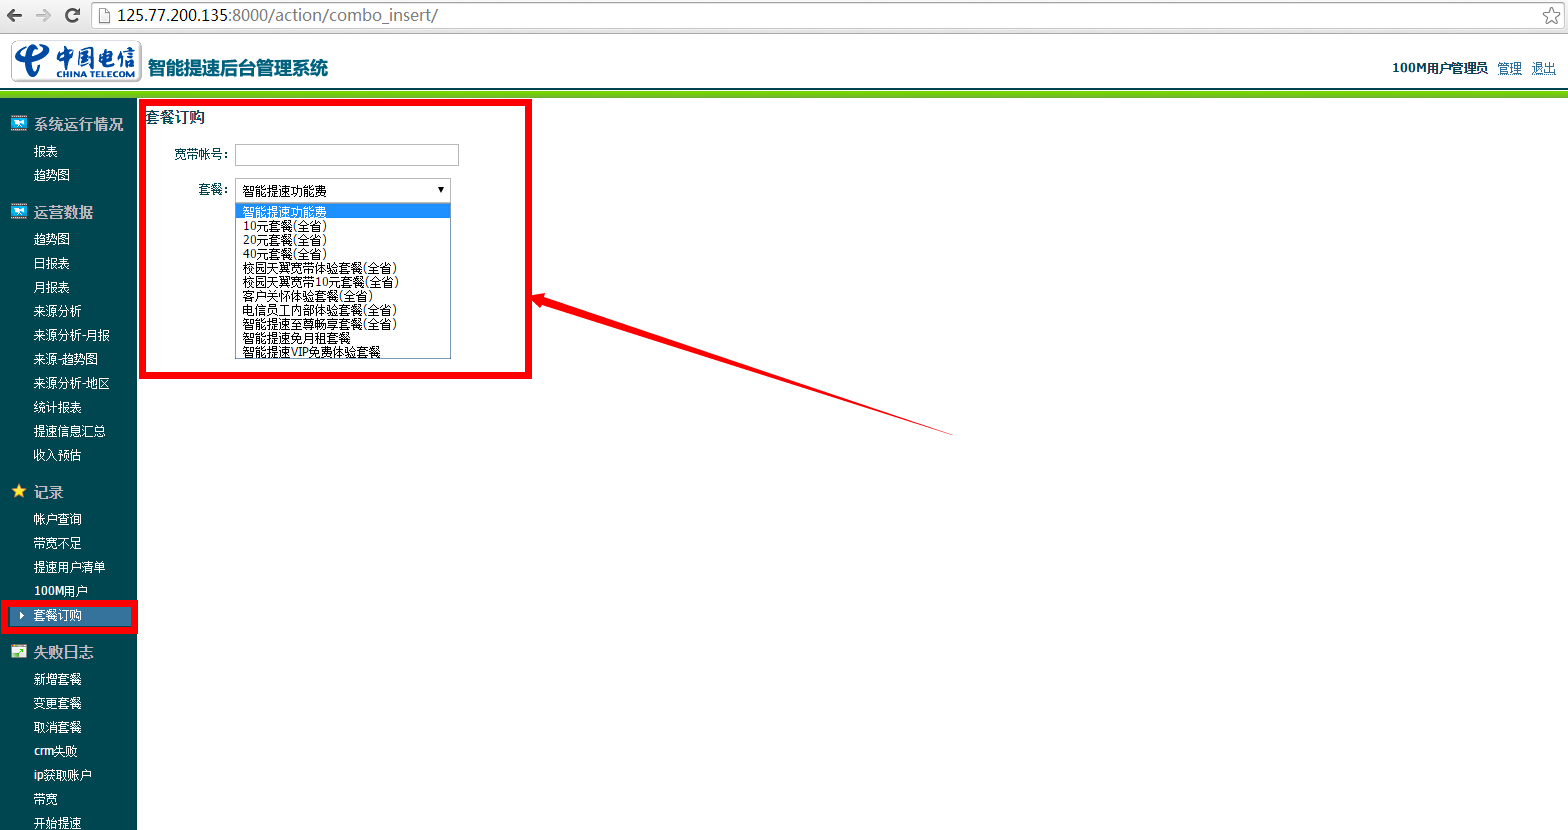 125.77.200.135:8000/action/combo_insert/
中国电信
CHINA TELECOM
智能提速后台管理系统
100M用户管理员 管理 退出
系统运行情况
报表
趋势图
运营数据
趋势图
日报表
月报表
来源分析
来源分析-月报
来源-趋势图
来源分析-地区
统计报表
提速信息汇总
收入预估
记录
帐户查询
带宽不足
提速用户清单
100M用户
套餐订购
失败日志
新增套餐
变更套餐
取消套餐
crm失败
ip获取账户
带宽
开始提速
套餐订购
宽带帐号：
套餐： 智能提速功能费
智能提速功能费
10元套餐(全省)
20元套餐(全省)
40元套餐(全省)
校园天翼宽带体验套餐(全省)
校园天翼宽带10元套餐(全省)
客户关怀体验套餐(全省)
电信员工内部体验套餐(全省)
智能提速至尊畅享套餐(全省)
智能提速免月租套餐
智能提速VIP免费体验套餐